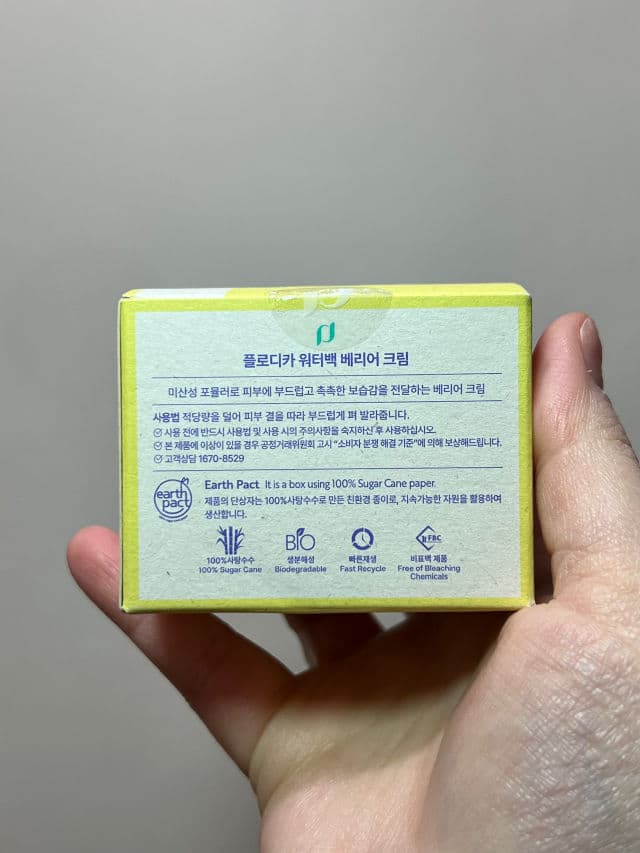 플로디카 워터백 베리어 크림
미산성 포뮬러로 피부에 부드럽고 촉촉한 보습감을 전달하는 베리어 크림
사용법 적당량을 덜어 피부 결을 따라 부드럽게 펴 발라줍니다.
사용 전에 반드시 사용법 및 사용 시의 주의사항을 숙지하신 후 사용하십시오.
본 제품에 이상이 있을 경우 공정거래위원회 고시 "소비자 분쟁 해결 기준"에 의해 보상해드립니다.
고객상담 1670-8529
earth pact
Earth Pact It is a box using 100% Sugar Cane paper.
제품의 단상자는 100%사탕수수로 만든 친환경 종이로, 지속가능한 자원을 활용하여
생산합니다.
BIO
FBC
100%사탕수수 생분해성 빠른재생 비표백 제품
100% Sugar Cane Biodegradable Fast Recycle Free of Bleaching
Chemicals